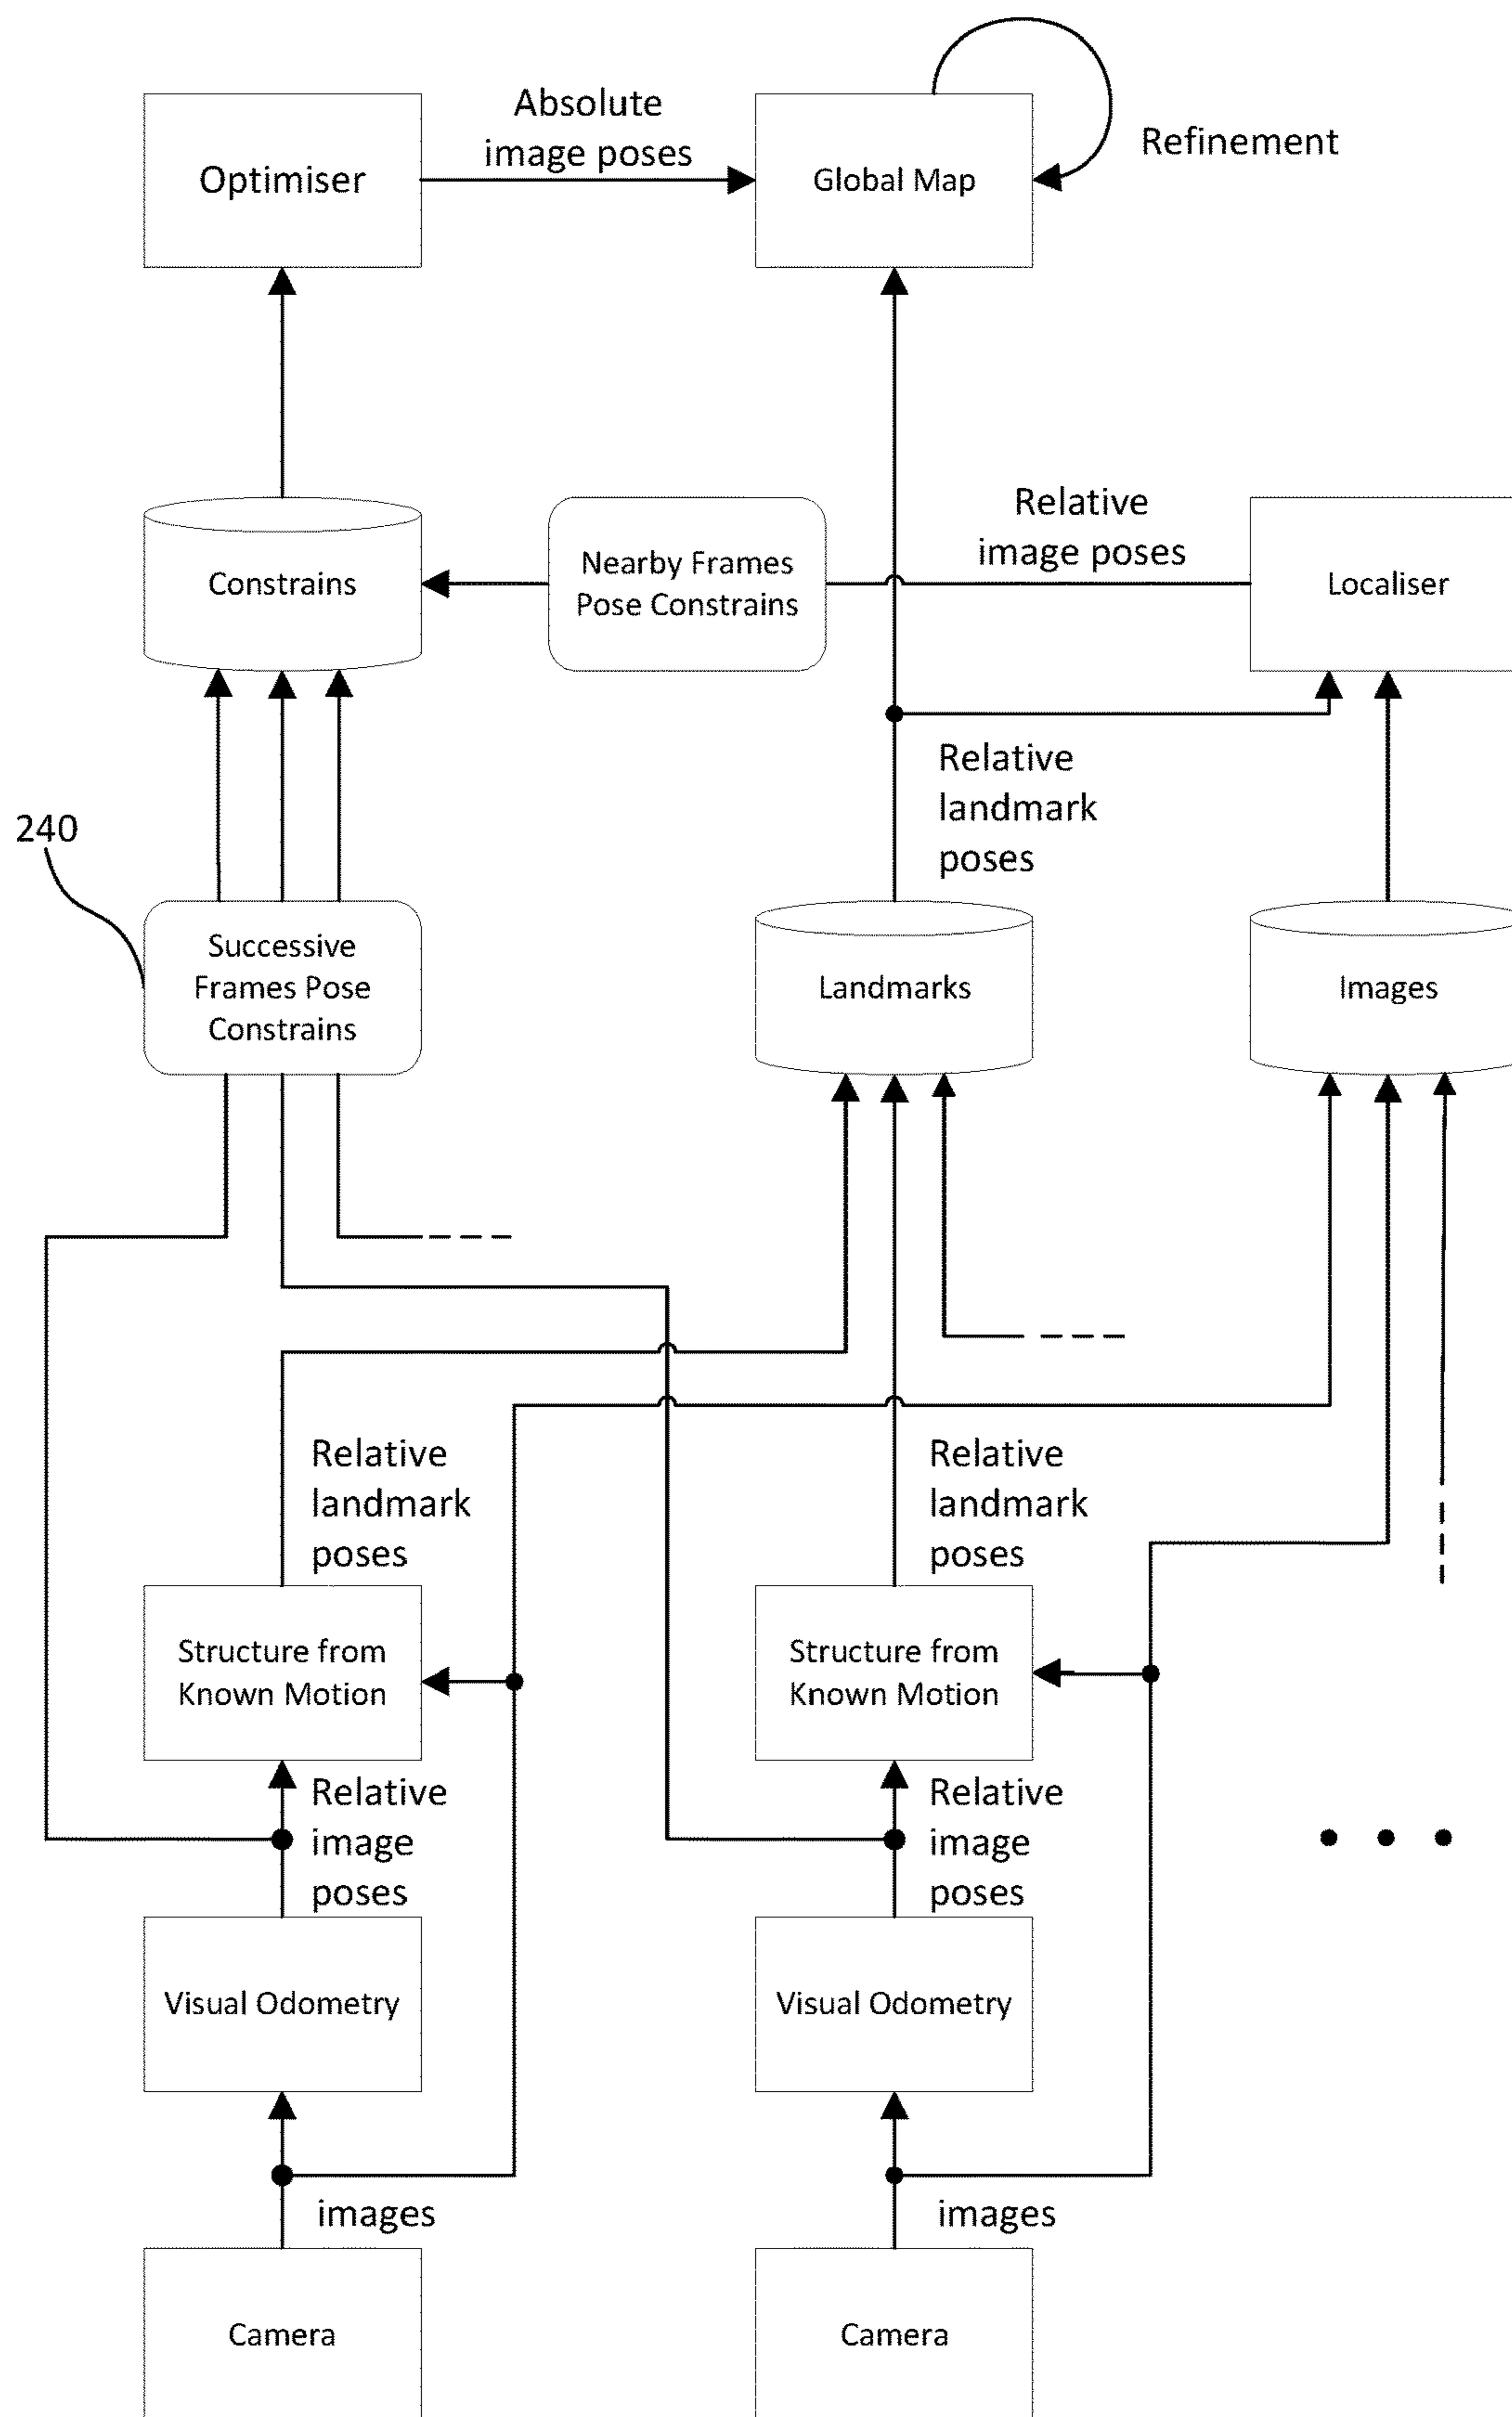 Absolute
image poses
Optimiser
Global Map
Refinement
Relative
image poses
Constrains
Nearby Frames
Pose Constrains
Localiser
Relative
landmark
poses
240
Successive
Frames Pose
Constrains
Landmarks
Images
Relative
landmark
poses
Relative
landmark
poses
Structure from
Known Motion
Structure from
Known Motion
Relative
image
poses
Relative
image
poses
Visual Odometry
Visual Odometry
images
images
Camera
Camera